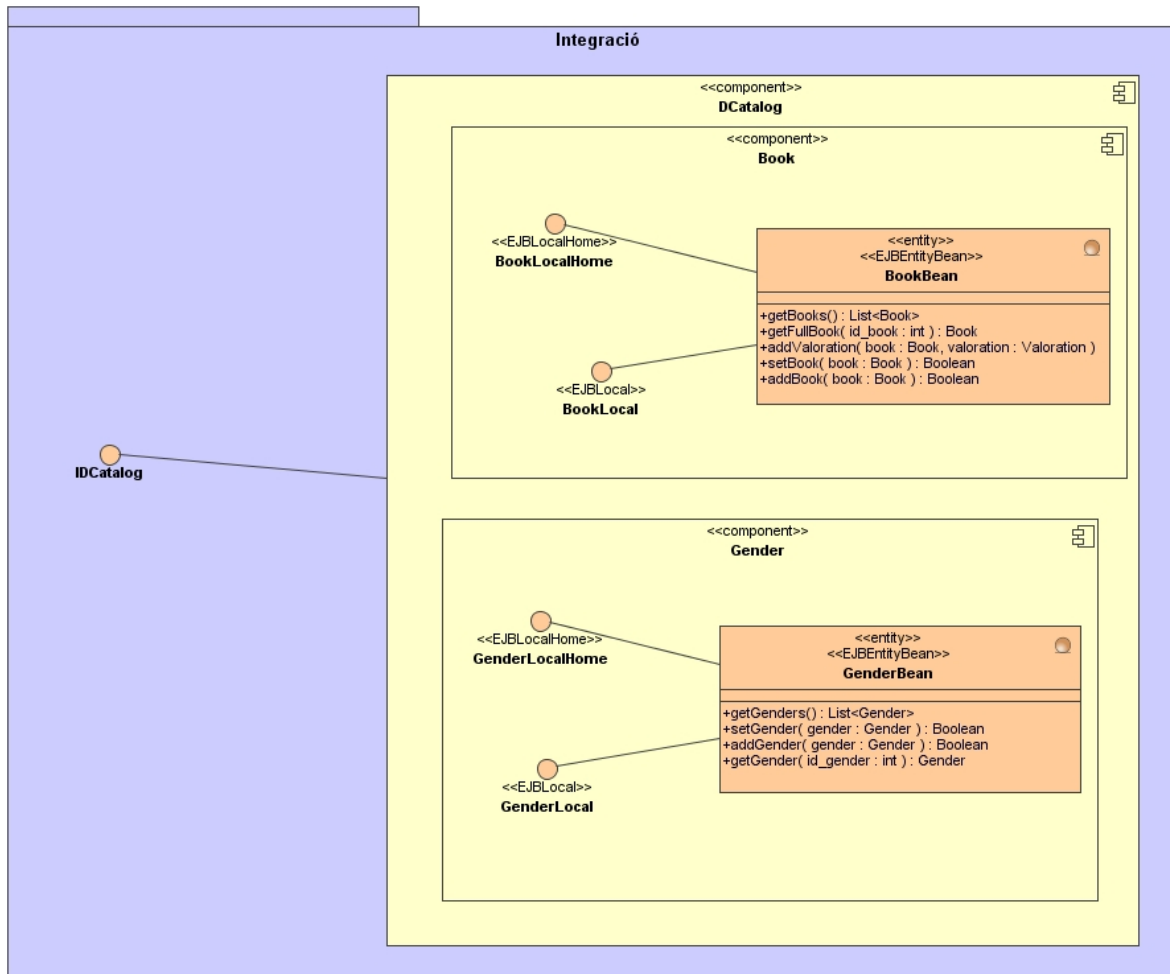 Integració
<<component>>
DCatalog
<<component>>
Book
<<EJBLocalHome>>
BookLocalHome
<<entity>>
<<EJBEntityBean>>
BookBean
+getBooks() : List<Book>
+getFullBook( id_book : int ) : Book
+addValoration( book : Book, valoration : Valoration )
+setBook( book : Book ) : Boolean
+addBook( book : Book ) : Boolean
<<EJBLocal>>
BookLocal
IDCatalog
<<component>>
Gender
<<EJBLocalHome>>
GenderLocalHome
<<entity>>
<<EJBEntityBean>>
GenderBean
+getGenders() : List<Gender>
+setGender( gender : Gender ) : Boolean
+addGender( gender : Gender ) : Boolean
+getGender( id_gender : int ) : Gender
<<EJBLocal>>
GenderLocal